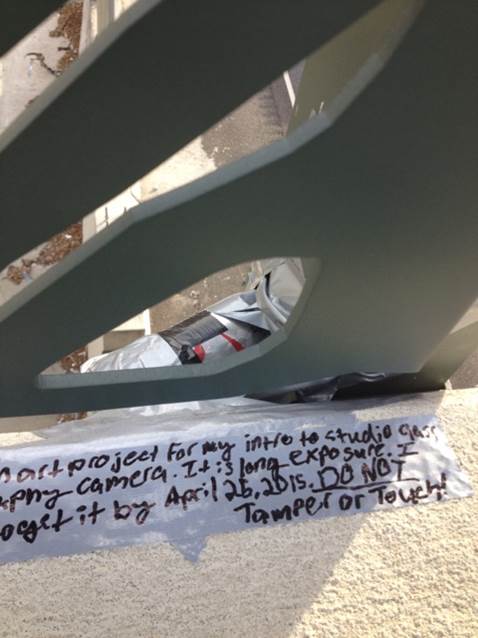 art project for my intro to studio class
camera. It is long exposure. I
get it by April 26, 2015. DO NOT
Tamper or Touch!